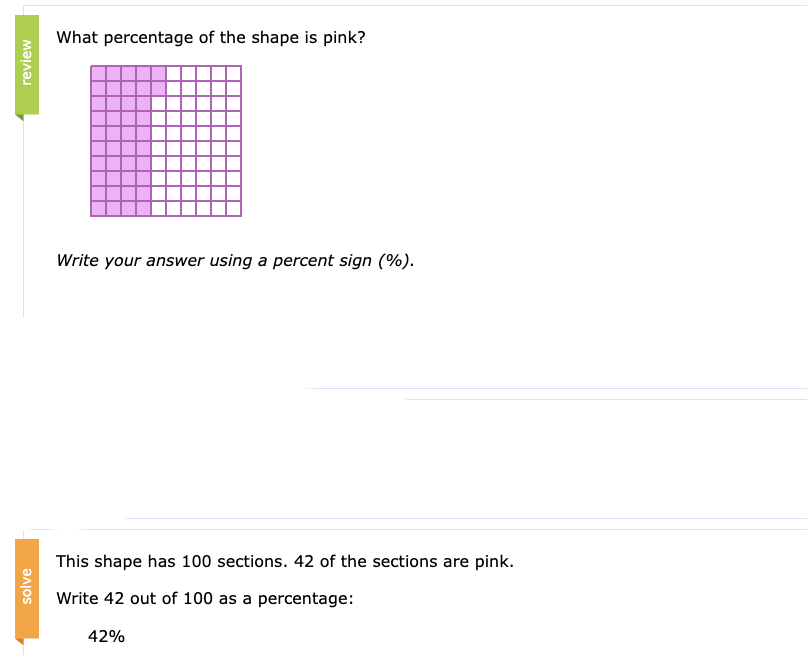 review
What percentage of the shape is pink?
Write your answer using a percent sign (%).
solve
This shape has 100 sections. 42 of the sections are pink.
Write 42 out of 100 as a percentage:
42%